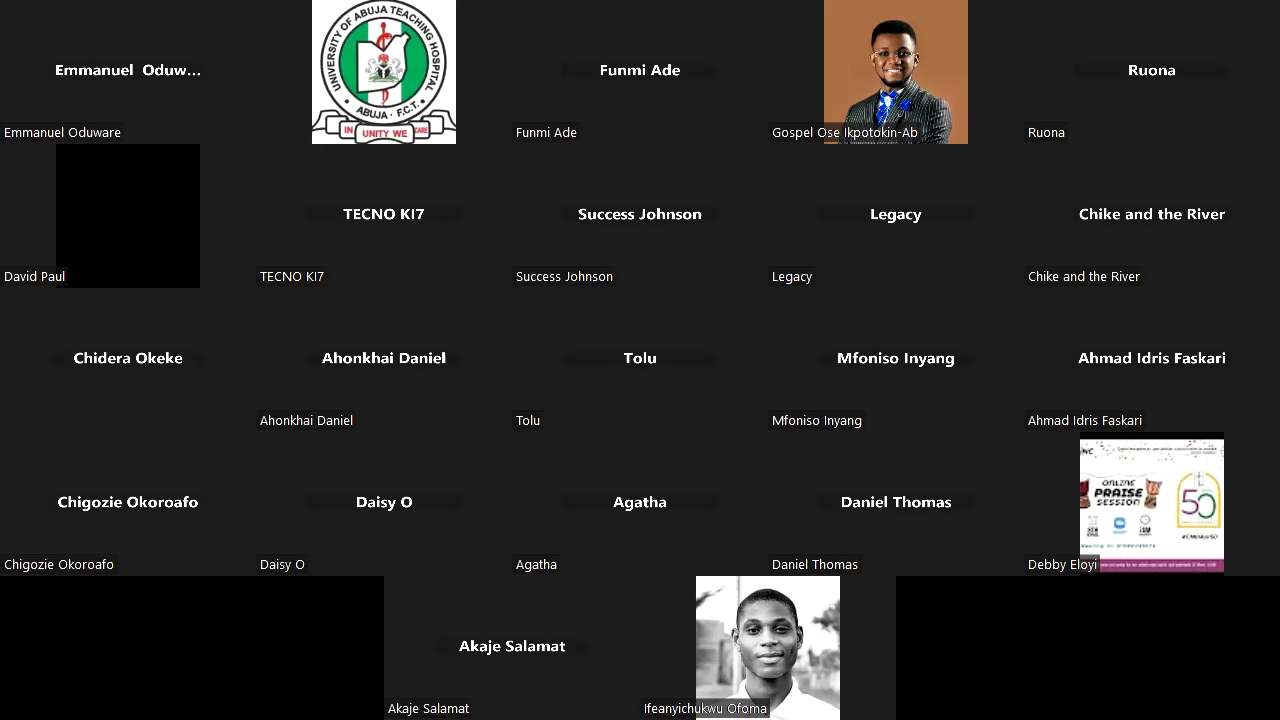 Emmanuel Oduw...
Emmanuel Oduware
UNIVERSITY OF ABUJA TEACHING HOSPITAL
ABUJA - F.C.T.
IN UNITY WE CARE
Funmi Ade
Funmi Ade
Gospel Ose Ikpotokin-Ab
Ruona
Ruona
David Paul
TECNO KI7
TECNO KI7
Success Johnson
Success Johnson
Legacy
Legacy
Chike and the River
Chike and the River
Chidera Okeke
Ahonkhai Daniel
Ahonkhai Daniel
Tolu
Tolu
Mfoniso Inyang
Mfoniso Inyang
Ahmad Idris Faskari
Ahmad Idris Faskari
Chigozie Okoroafo
Chigozie Okoroafo
Daisy O
Daisy O
Agatha
Agatha
Daniel Thomas
Daniel Thomas
ONLINE
PRAISE
SESSION
50
Debby Eloyi
Akaje Salamat
Akaje Salamat
Ifeanyichukwu Ofoma